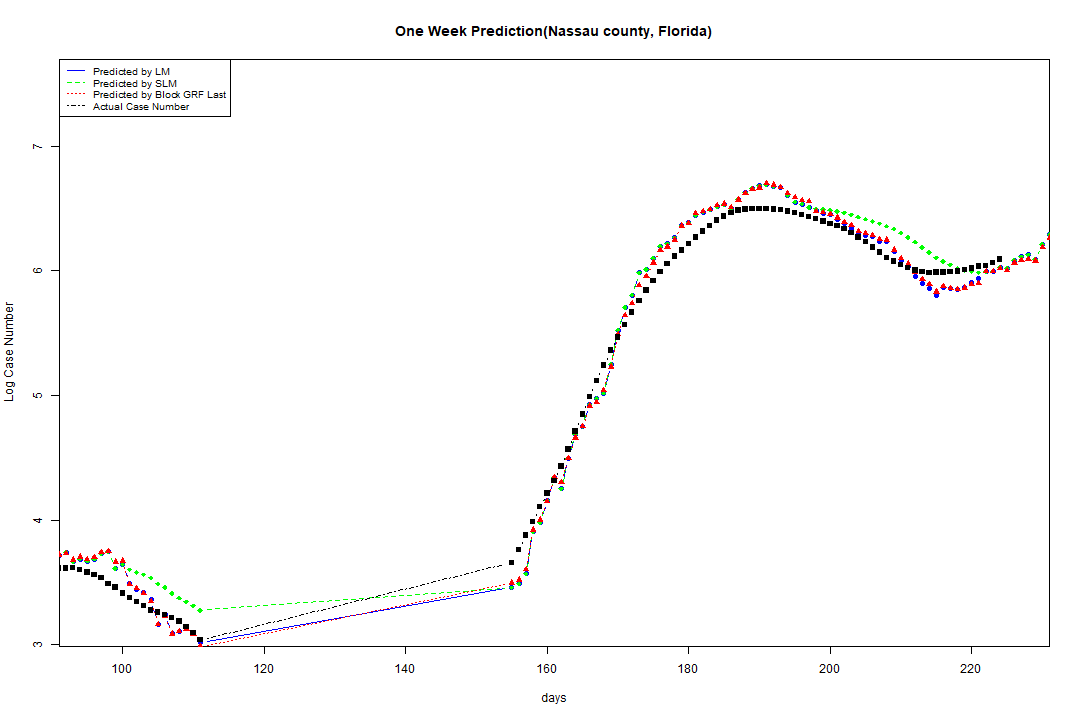 One Week Prediction(Nassau county, Florida)
Predicted by LM
Predicted by SLM
Predicted by Block GRF Last
Actual Case Number
Log Case Number
7
6
5
4
3
100 120 140 160 180 200 220
days